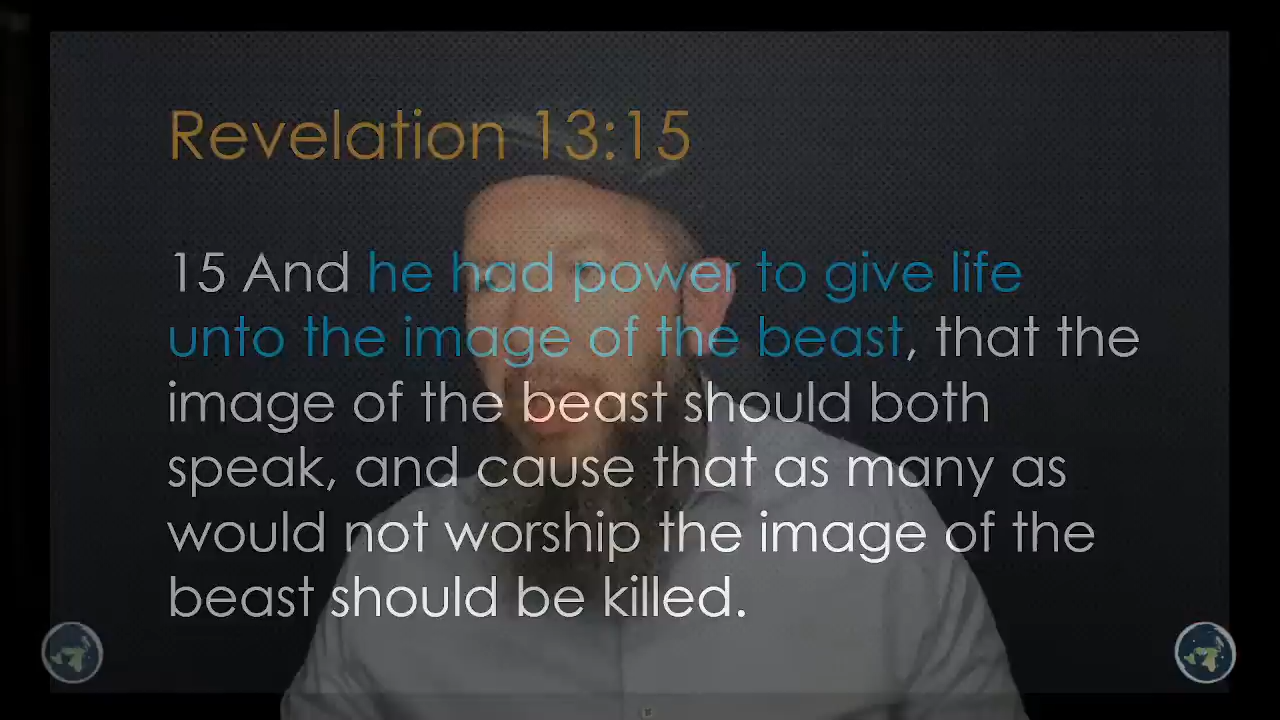 Revelation 13:15
15 And he had power to give life
unto the image of the beast, that the
image of the beast should both
speak, and cause that as many as
would not worship the image of the
beast should be killed.